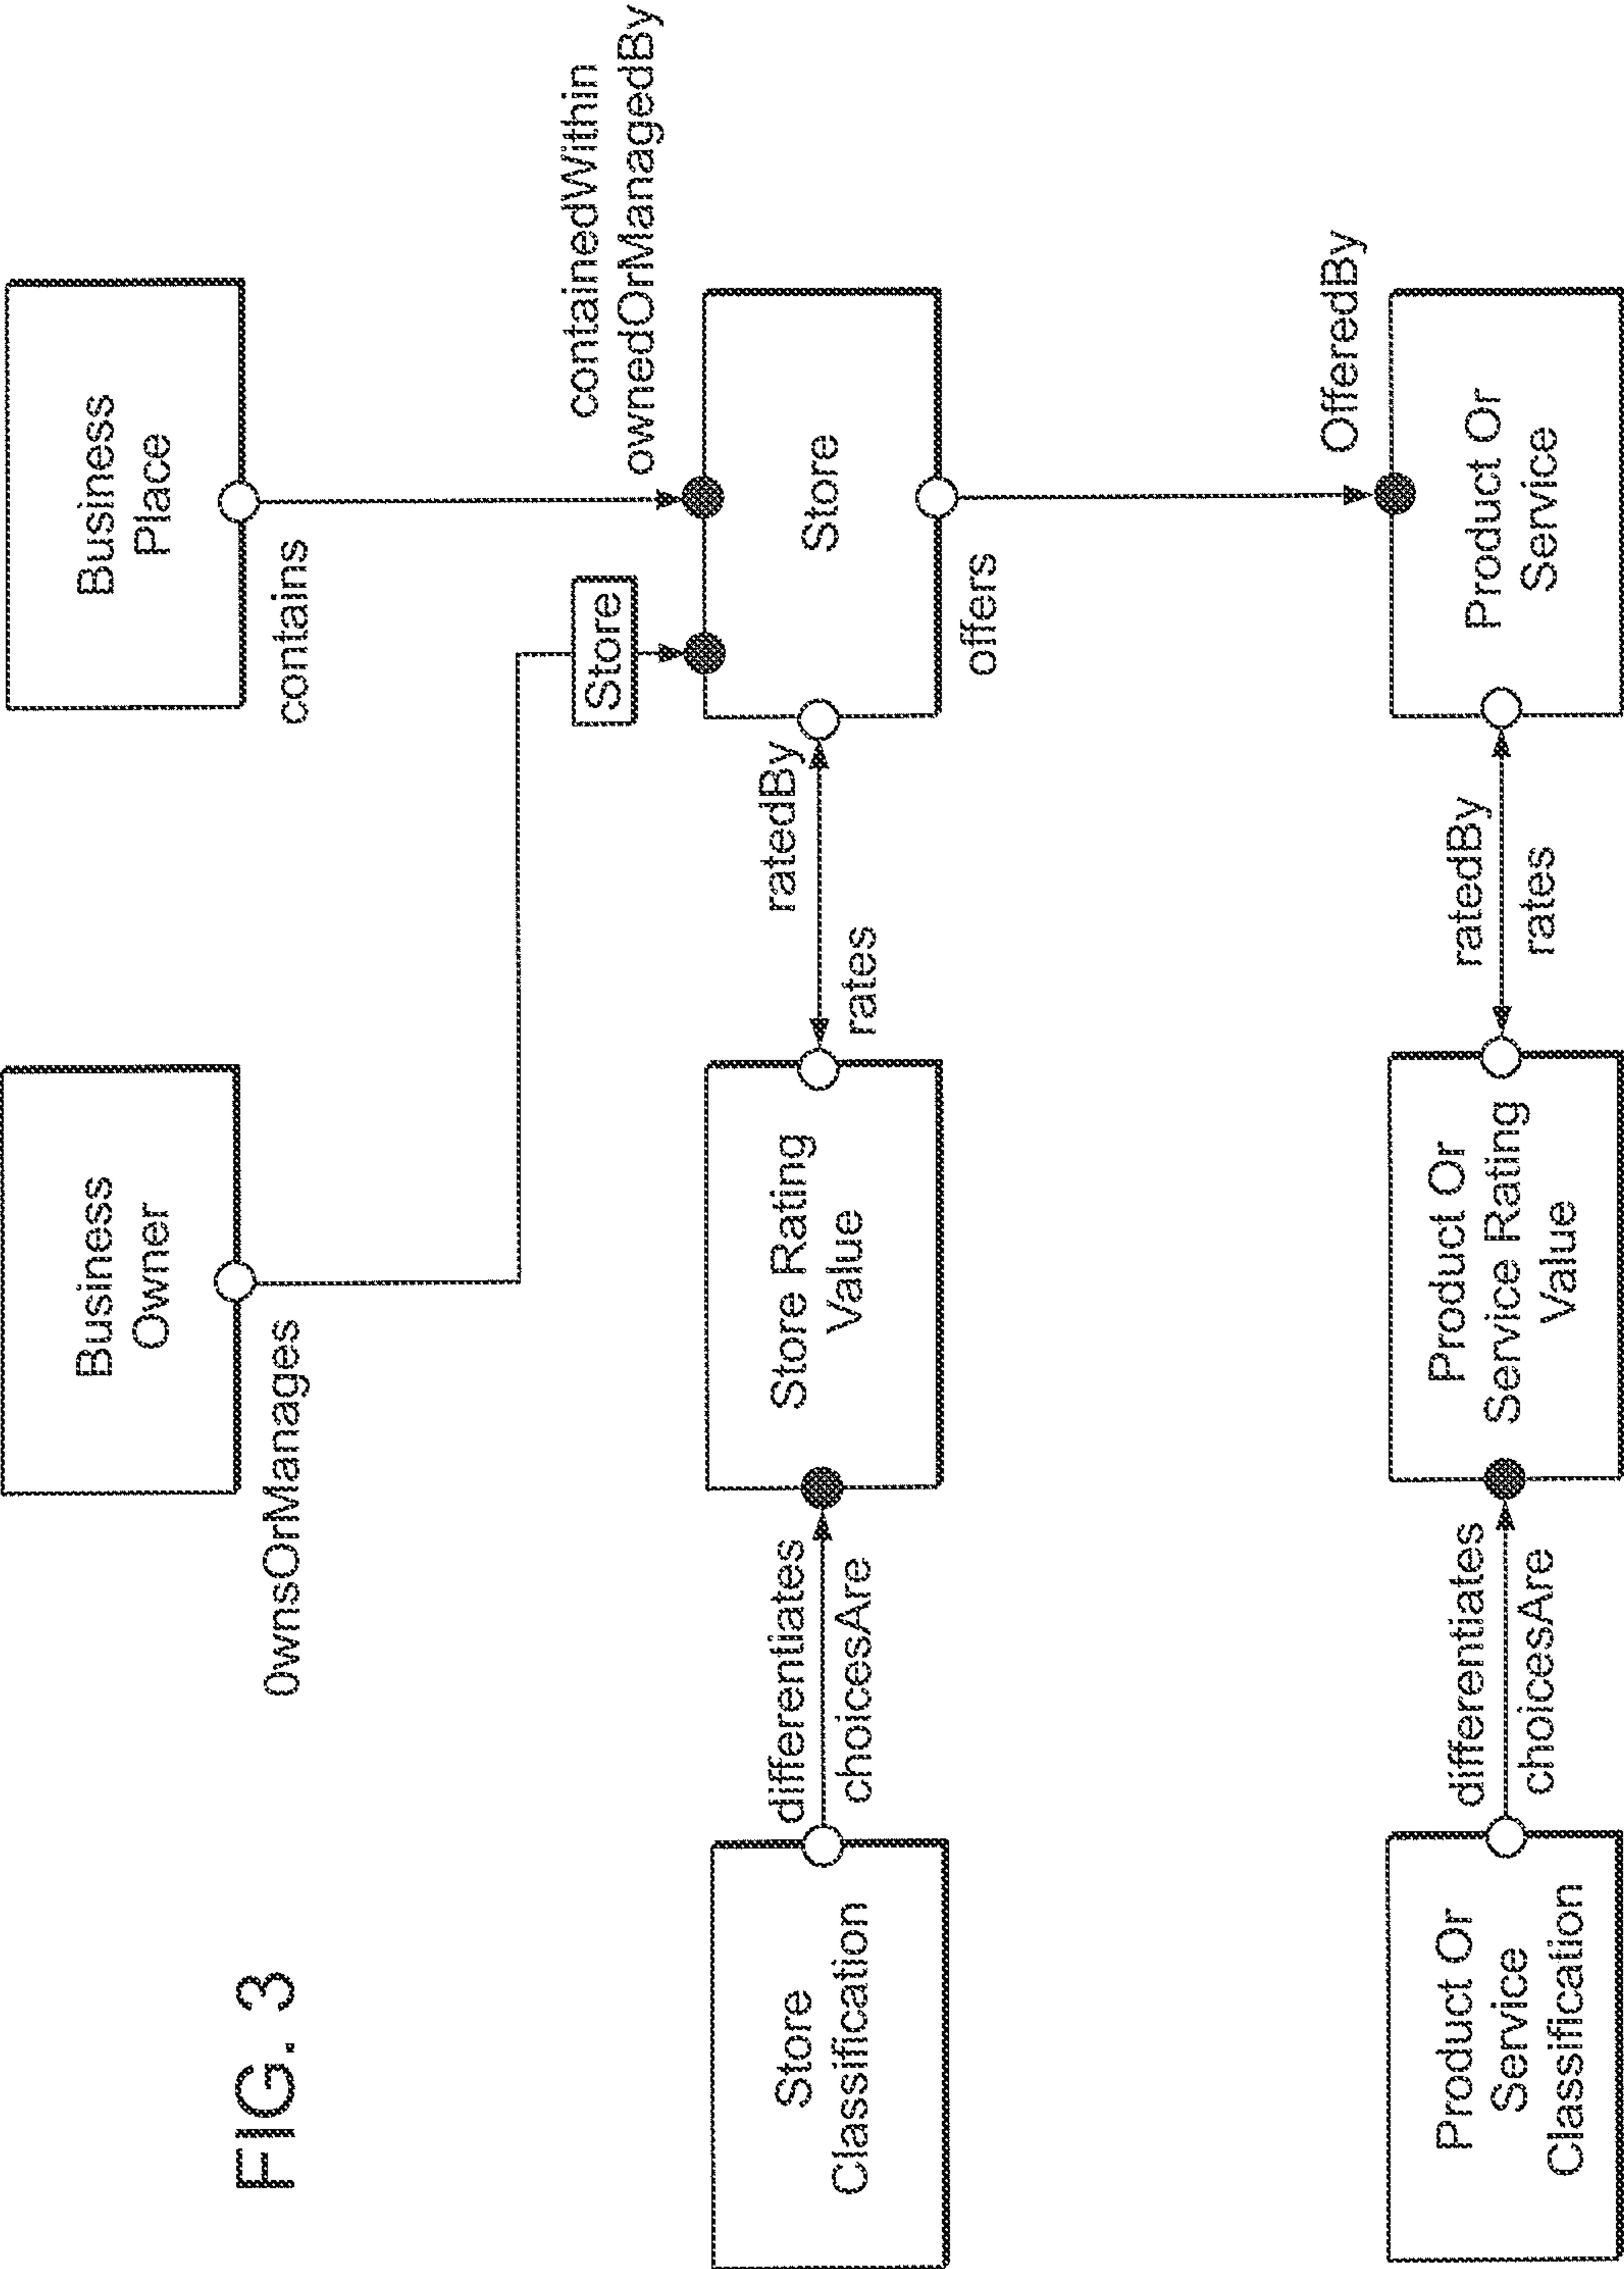 FIG. 3
Business
Owner
Business
Place
0wnsOrManages
contains
containedWithin
ownedOrManagedBy
Store
Store
Classification
differentiates
choicesAre
Store Rating
Value
ratedBy
rates
Store
offers
OfferedBy
Product Or
Service
Classification
differentiates
choicesAre
Product Or
Service Rating
Value
ratedBy
rates
Product Or
Service